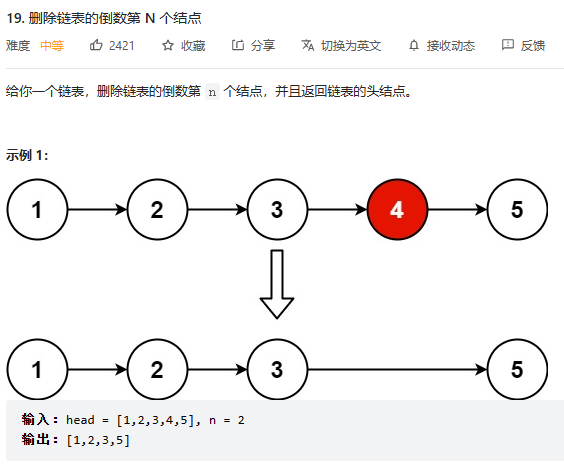 19. 删除链表的倒数第 N 个结点
难度 中等 2421 收藏 分享 切换为英文 接收动态 反馈
给你一个链表，删除链表的倒数第 n 个结点，并且返回链表的头结点。
示例 1：
1 2 3 4 5
1 2 3 5
输入：head = [1,2,3,4,5], n = 2
输出：[1,2,3,5]